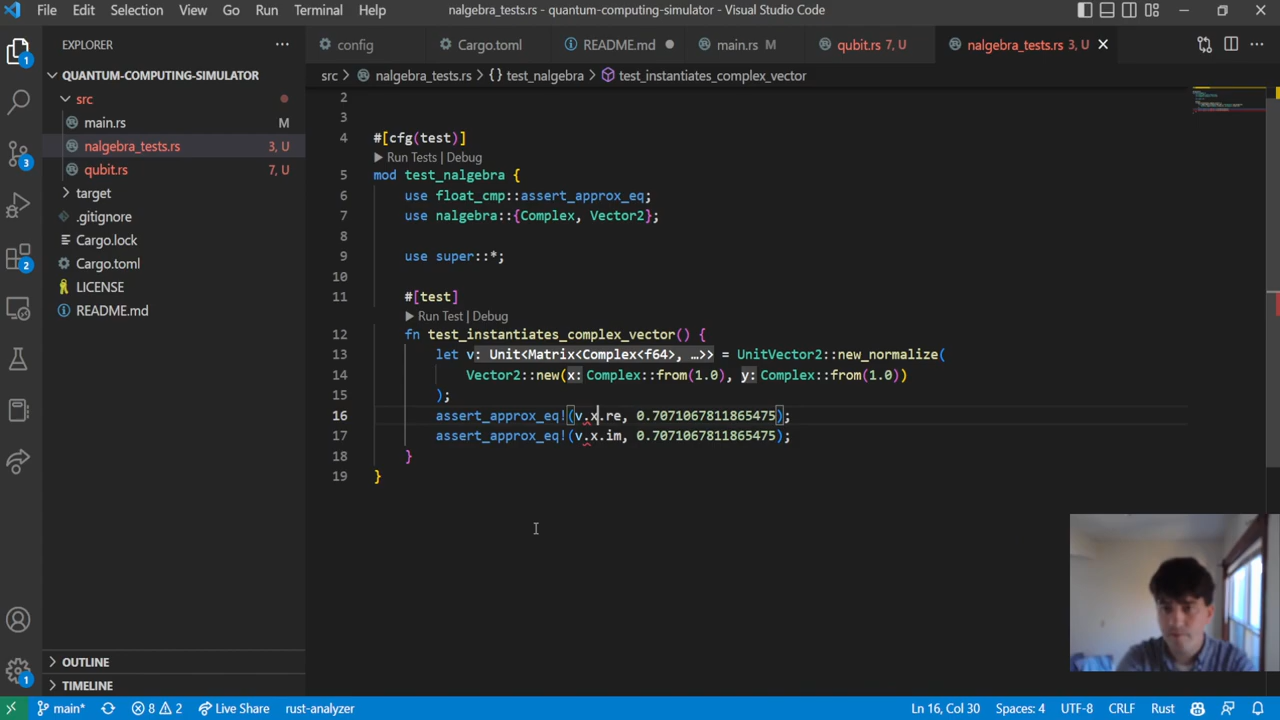 File Edit Selection View Go Run Terminal Help
nalgebra_tests.rs - quantum-computing-simulator - Visual Studio Code
EXPLORER
config
Cargo.toml
README.md
main.rs M
qubit.rs 7, U
nalgebra_tests.rs 3, U
src > nalgebra_tests.rs > {} test_nalgebra > test_instantiates_complex_vector
QUANTUM-COMPUTING-SIMULATOR
src
main.rs M
nalgebra_tests.rs 3, U
qubit.rs 7, U
target
.gitignore
Cargo.lock
Cargo.toml
LICENSE
README.md
OUTLINE
TIMELINE
1
3
2
1
2
3
4 #[cfg(test)]
Run Tests | Debug
5 mod test_nalgebra {
6 use float_cmp::assert_approx_eq;
7 use nalgebra::{Complex, Vector2};
8
9 use super::*;
10
11 #[test]
Run Test | Debug
12 fn test_instantiates_complex_vector() {
13 let v: Unit<Matrix<Complex<f64>, …>> = UnitVector2::new_normalize(
14 Vector2::new(x: Complex::from(1.0), y: Complex::from(1.0))
15 );
16 assert_approx_eq!(v.x.re, 0.7071067811865475);
17 assert_approx_eq!(v.x.im, 0.7071067811865475);
18 }
19 }
main* 8 2 Live Share rust-analyzer
Ln 16, Col 30 Spaces: 4 UTF-8 CRLF Rust